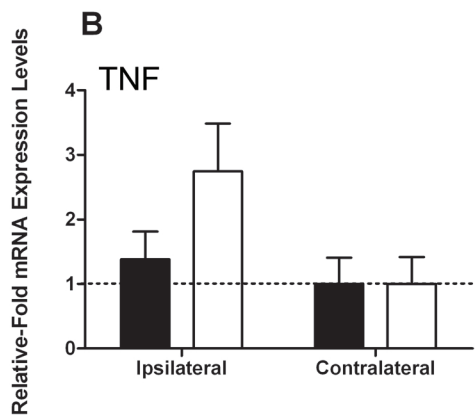 B
TNF
Relative-Fold mRNA Expression Levels
4
3
2
1
0
Ipsilateral
Contralateral